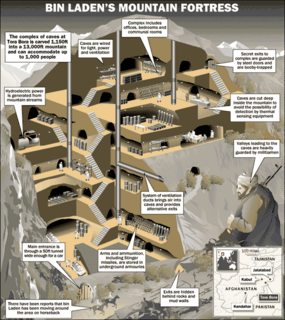 BIN LADEN'S MOUNTAIN FORTRESS
The complex of caves at
Tora Bora is carved 1,150ft
into a 13,000ft mountain
and can accommodate up
to 1,000 people
Caves are wired
for light, power
and ventilation
Complex includes
offices, bedrooms and
communal rooms
Secret exits to
complex are guarded
by steel doors and
are booby-trapped
Hydroelectric power
is generated from
mountain streams
Caves are cut deep
inside the mountain to
avoid the possibility of
detection by thermal
sensing equipment
Valleys leading to the
caves are heavily
guarded by militiamen
System of ventilation
ducts brings air into
caves and provides
alternative exits
Main entrance is
through a 50ft tunnel
wide enough for a car
Arms and ammunition,
including Stinger
missiles, are stored in
underground armouries
Exits are hidden
behind rocks and
mud walls
There have been reports that bin
Laden has been moving around the
area on horseback
TAJIKISTAN
Jalalabad
Kabul
AFGHANISTAN
Tora Bora
Kandahar
PAKISTAN